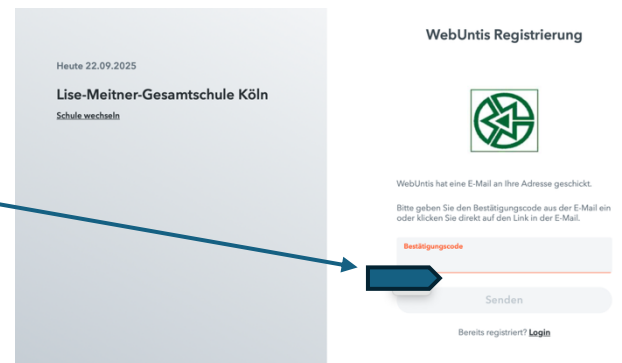 Heute 22.09.2025
Lise-Meitner-Gesamtschule Köln
Schule wechseln
WebUntis Registrierung
WebUntis hat eine E-Mail an Ihre Adresse geschickt.
Bitte geben Sie den Bestätigungscode aus der E-Mail ein
oder klicken Sie direkt auf den Link in der E-Mail.
Bestätigungscode
Senden
Bereits registriert? Login